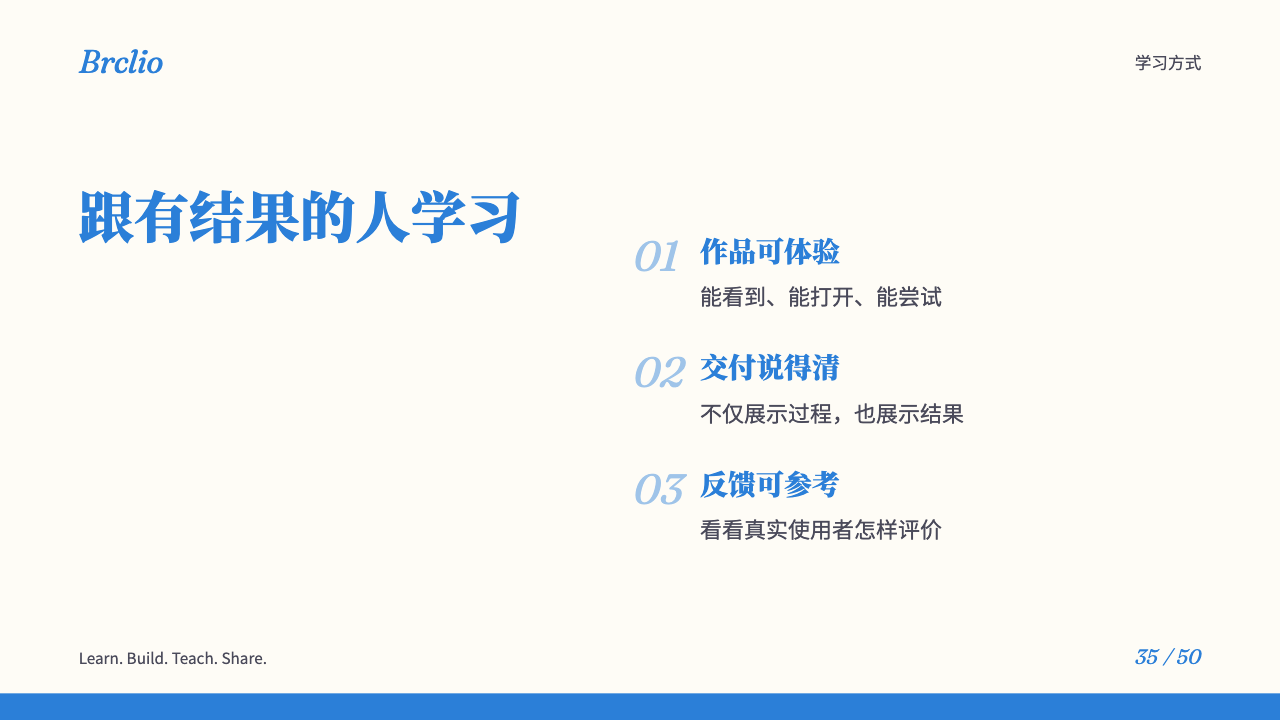 Brclio
学习方式
跟有结果的人学习
01 作品可体验
能看到、能打开、能尝试
02 交付说得清
不仅展示过程，也展示结果
03 反馈可参考
看看真实使用者怎样评价
Learn. Build. Teach. Share.
35 / 50